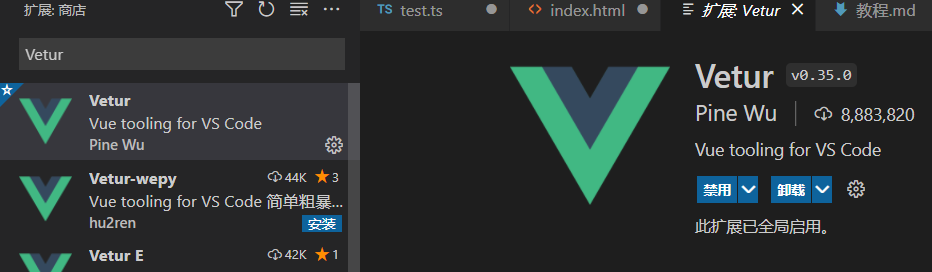 扩展: 商店
Vetur
Vetur
Vue tooling for VS Code
Pine Wu
Vetur-wepy
44K
3
Vue tooling for VS Code 简单粗暴...
hu2ren
安装
Vetur E
42K
1
TS test.ts
<> index.html
扩展: Vetur
教程.md
Vetur
v0.35.0
Pine Wu
8,883,820
Vue tooling for VS Code
禁用
卸载
此扩展已全局启用。